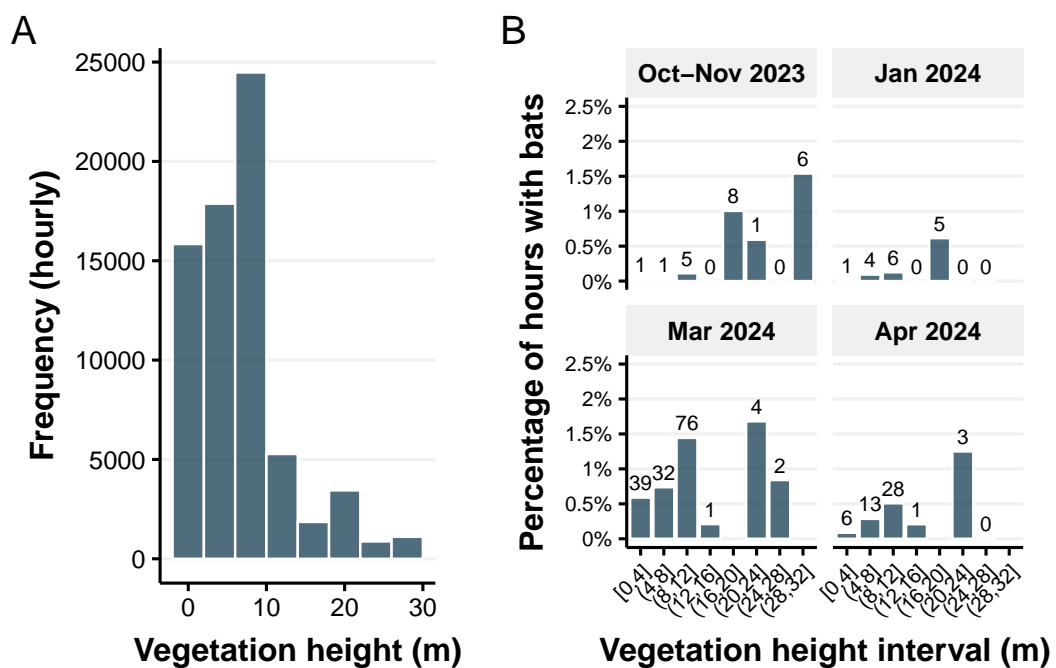 A
Frequency (hourly)
25000
20000
15000
10000
5000
0
0 10 20 30
Vegetation height (m)
B
Percentage of hours with bats
Oct–Nov 2023
2.5%
2%
1.5%
1%
0.5%
0%
1 1 5 0 8 1 0 6
Jan 2024
1 4 6 0 5 0 0
Mar 2024
2.5%
2%
1.5%
1%
0.5%
0%
39 32 76 1 4 2
Apr 2024
6 13 28 1 3 0
[0,4] (4,8] (8,12] (12,16] (16,20] (20,24] (24,28] (28,32]
[0,4] (4,8] (8,12] (12,16] (16,20] (20,24] (24,28] (28,32]
Vegetation height interval (m)